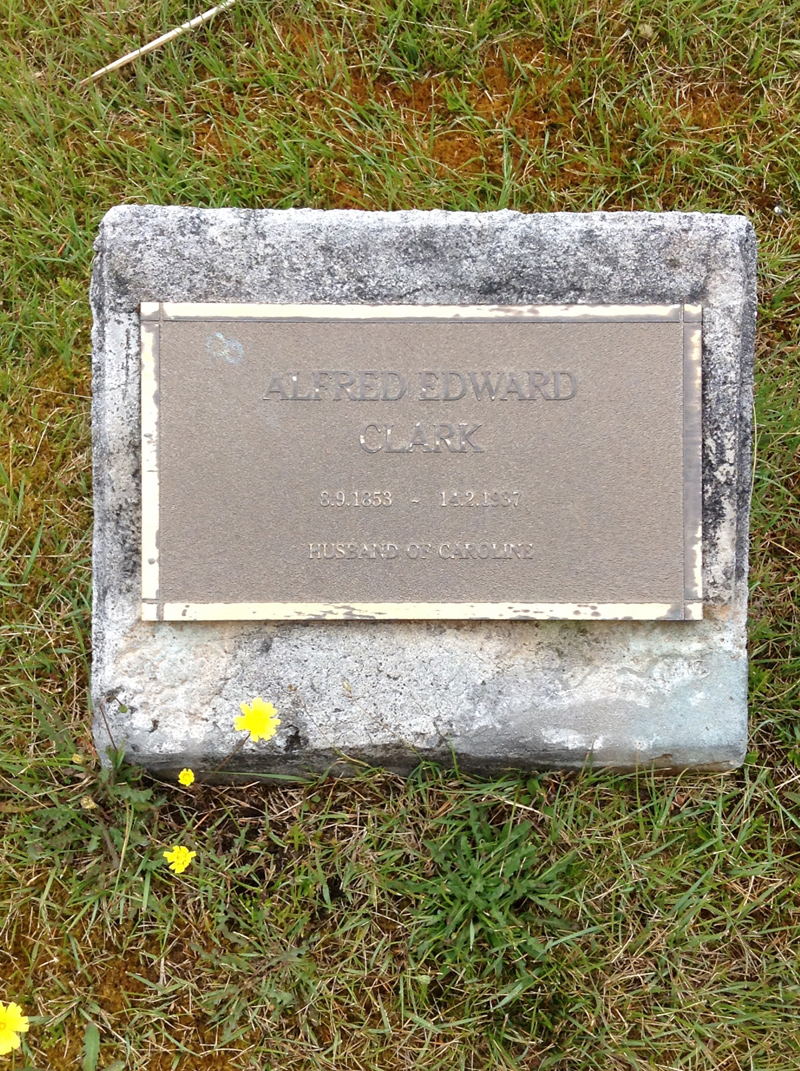 ALFRED EDWARD
CLARK
8.9.1853 ~ 14.2.1937
HUSBAND OF CAROLINE